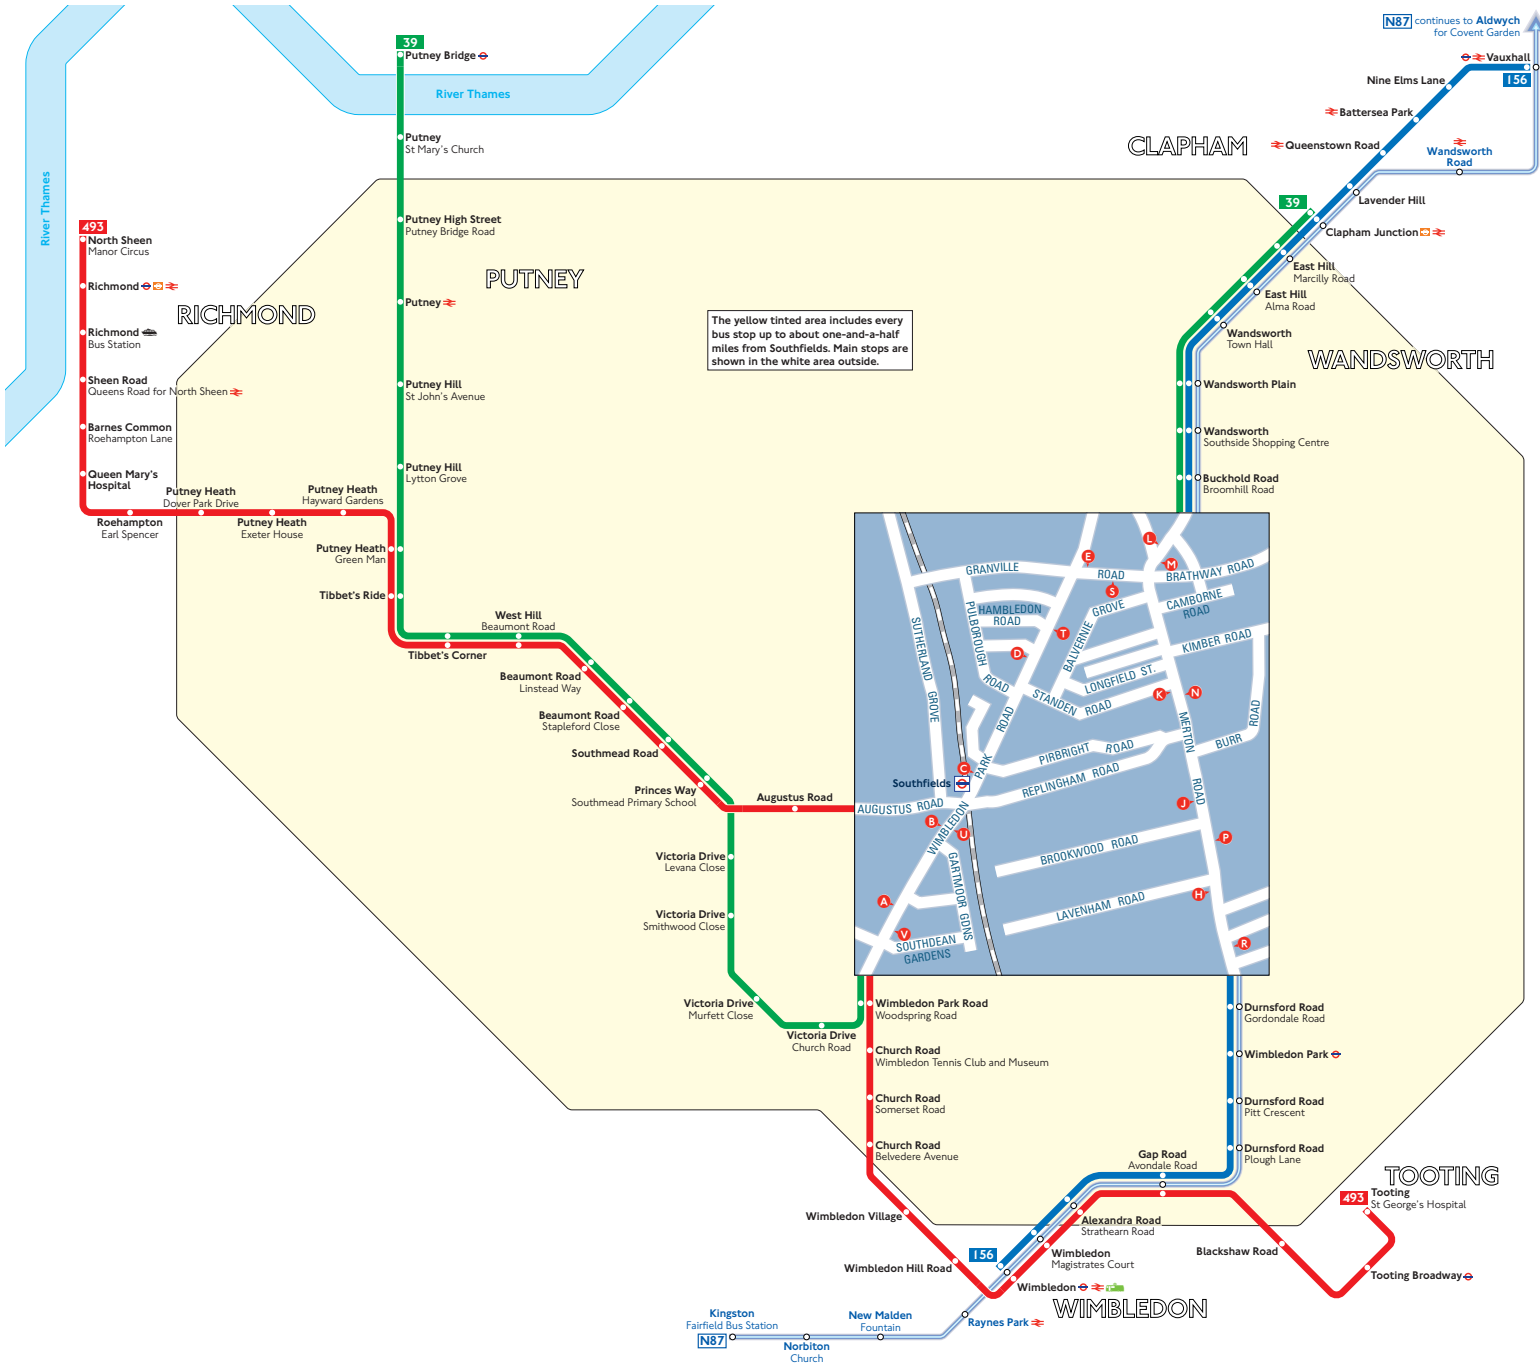 N87 continues to Aldwych
for Covent Garden
39
Putney Bridge
Vauxhall
156
Nine Elms Lane
River Thames
Battersea Park
Putney
St Mary's Church
CLAPHAM
Queenstown Road
Wandsworth
Road
River Thames
Lavender Hill
39
493
North Sheen
Manor Circus
Putney High Street
Putney Bridge Road
Clapham Junction
PUTNEY
East Hill
Marcilly Road
Richmond
East Hill
Alma Road
RICHMOND
Putney
The yellow tinted area includes every
bus stop up to about one-and-a-half
miles from Southfields. Main stops are
shown in the white area outside.
Richmond
Bus Station
Wandsworth
Town Hall
WANDSWORTH
Sheen Road
Queens Road for North Sheen
Putney Hill
St John's Avenue
Wandsworth Plain
Barnes Common
Roehampton Lane
Wandsworth
Southside Shopping Centre
Queen Mary's
Hospital
Putney Hill
Lytton Grove
Buckhold Road
Broomhill Road
Putney Heath
Dover Park Drive
Putney Heath
Hayward Gardens
Roehampton
Earl Spencer
Putney Heath
Exeter House
Putney Heath
Green Man
Tibbet's Ride
West Hill
Beaumont Road
Tibbet's Corner
Beaumont Road
Linstead Way
Beaumont Road
Stapleford Close
Southmead Road
Princes Way
Southmead Primary School
Augustus Road
L
E
M
GRANVILLE
ROAD
BRATHWAY ROAD
S
HAMBLEDON
ROAD
PULBOROUGH
ROAD
BALVERNIE
GROVE
CAMBORNE
ROAD
T
D
KIMBER ROAD
SUTHERLAND GROVE
LONGFIELD ST.
STANDEN ROAD
K
N
MERTON
ROAD
BURR
ROAD
PIRBRIGHT ROAD
REPLINGHAM ROAD
C
Southfields
WIMBLEDON
PARK
ROAD
AUGUSTUS ROAD
B
U
J
P
BROOKWOOD ROAD
GARTMOOR GDNS
LAVENHAM ROAD
H
A
V
SOUTHDEAN
GARDENS
R
Victoria Drive
Levana Close
Victoria Drive
Smithwood Close
Victoria Drive
Murfett Close
Victoria Drive
Church Road
Wimbledon Park Road
Woodspring Road
Church Road
Wimbledon Tennis Club and Museum
Church Road
Somerset Road
Church Road
Belvedere Avenue
Durnsford Road
Gordondale Road
Wimbledon Park
Durnsford Road
Pitt Crescent
Durnsford Road
Plough Lane
Gap Road
Avondale Road
TOOTING
493
Tooting
St George's Hospital
Wimbledon Village
Alexandra Road
Strathearn Road
Blackshaw Road
Wimbledon Hill Road
156
Wimbledon
Magistrates Court
Tooting Broadway
Wimbledon
WIMBLEDON
Kingston
Fairfield Bus Station
N87
Norbiton
Church
New Malden
Fountain
Raynes Park